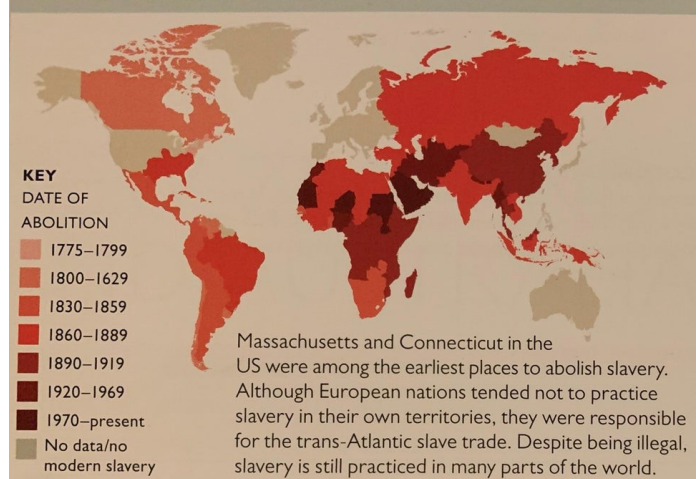 KEY
DATE OF
ABOLITION
1775–1799
1800–1629
1830–1859
1860–1889
1890–1919
1920–1969
1970–present
No data/no
modern slavery
Massachusetts and Connecticut in the
US were among the earliest places to abolish slavery.
Although European nations tended not to practice
slavery in their own territories, they were responsible
for the trans-Atlantic slave trade. Despite being illegal,
slavery is still practiced in many parts of the world.